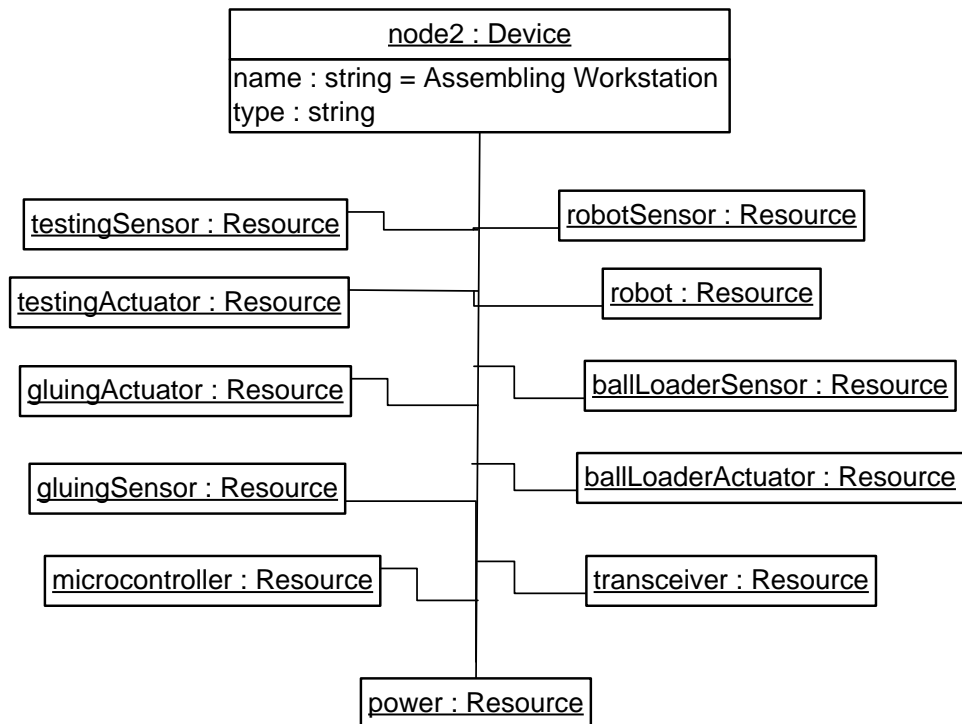 node2 : Device
name : string = Assembling Workstation
type : string
testingSensor : Resource
robotSensor : Resource
testingActuator : Resource
robot : Resource
gluingActuator : Resource
ballLoaderSensor : Resource
gluingSensor : Resource
ballLoaderActuator : Resource
microcontroller : Resource
transceiver : Resource
power : Resource